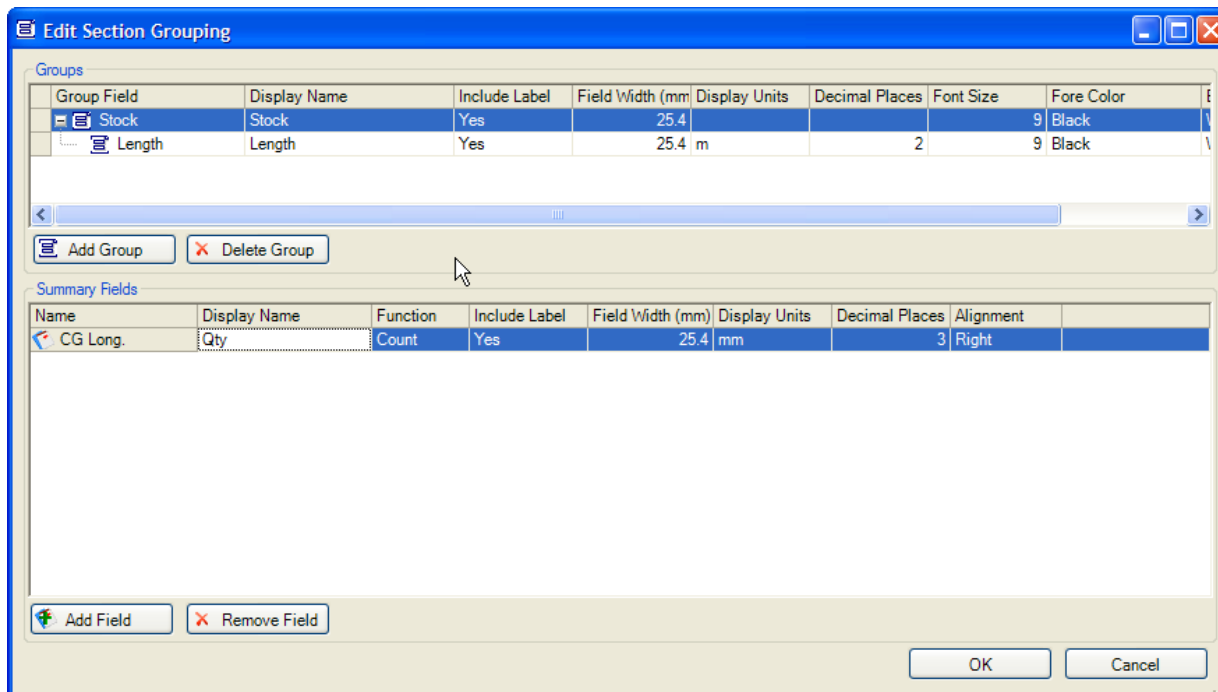 Edit Section Grouping
Groups
Group Field Display Name Include Label Field Width (mm Display Units Decimal Places Font Size Fore Color
Stock Stock Yes 25.4 9 Black
Length Length Yes 25.4 m 2 9 Black
Add Group Delete Group
Summary Fields
Name Display Name Function Include Label Field Width (mm) Display Units Decimal Places Alignment
CG Long. Qty Count Yes 25.4 mm 3 Right
Add Field Remove Field
OK Cancel